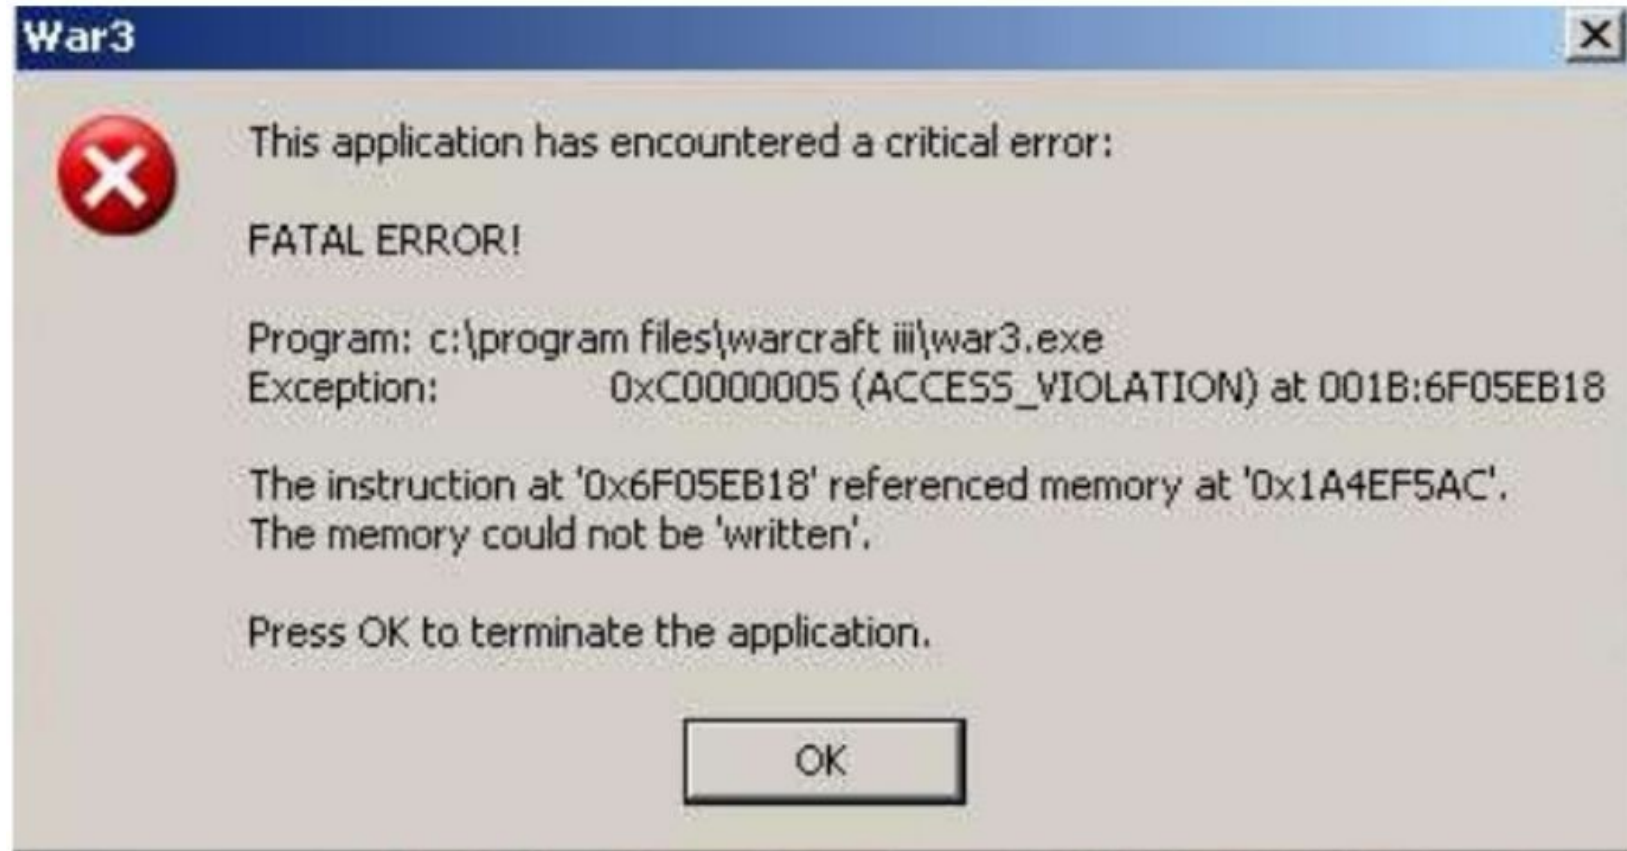 War3
This application has encountered a critical error:
FATAL ERROR!
Program: c:\program files\warcraft iii\war3.exe
Exception: 0xC0000005 (ACCESS_VIOLATION) at 001B:6F05EB18
The instruction at '0x6F05EB18' referenced memory at '0x1A4EF5AC'.
The memory could not be 'written'.
Press OK to terminate the application.
OK